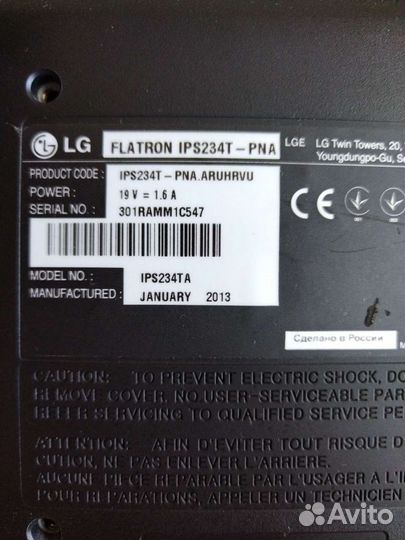 LG FLATRON IPS234T-PNA LGE LG Twin Towers, 20,
Youngdungpo-Gu,
PRODUCT CODE : IPS234T-PNA.ARUHRVU
POWER : 19 V = 1.6 A
SERIAL NO. : 301RAMM1C547
CE
MODEL NO. : IPS234TA
MANUFACTURED : JANUARY 2013
Сделано в России
CAUTION: TO PREVENT ELECTRIC SHOCK, DO
REMOVE COVER. NO USER-SERVICEABLE PAR
REFER SERVICING TO QUALIFIED SERVICE PE
ATTENTION: AFIN D'EVITER TOUT RISQUE D
CUTION, NE PAS ENLEVER L'ARRIERE.
AUCUNE PIECE REPARABLE PAR L'USAGER A L'I
POUR REPARATIONS, APPELER UN TECHNICIEN
Avito